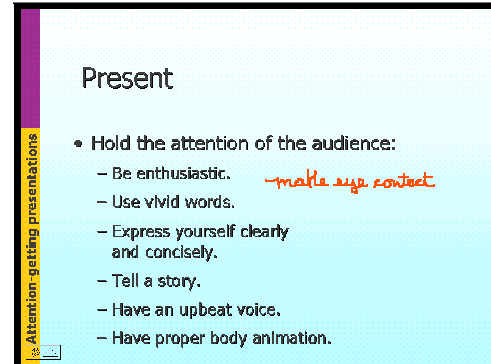 Present
• Hold the attention of the audience:
– Be enthusiastic.
- make eye contact
– Use vivid words.
– Express yourself clearly
and concisely.
– Tell a story.
– Have an upbeat voice.
– Have proper body animation.
Attention-getting presentations